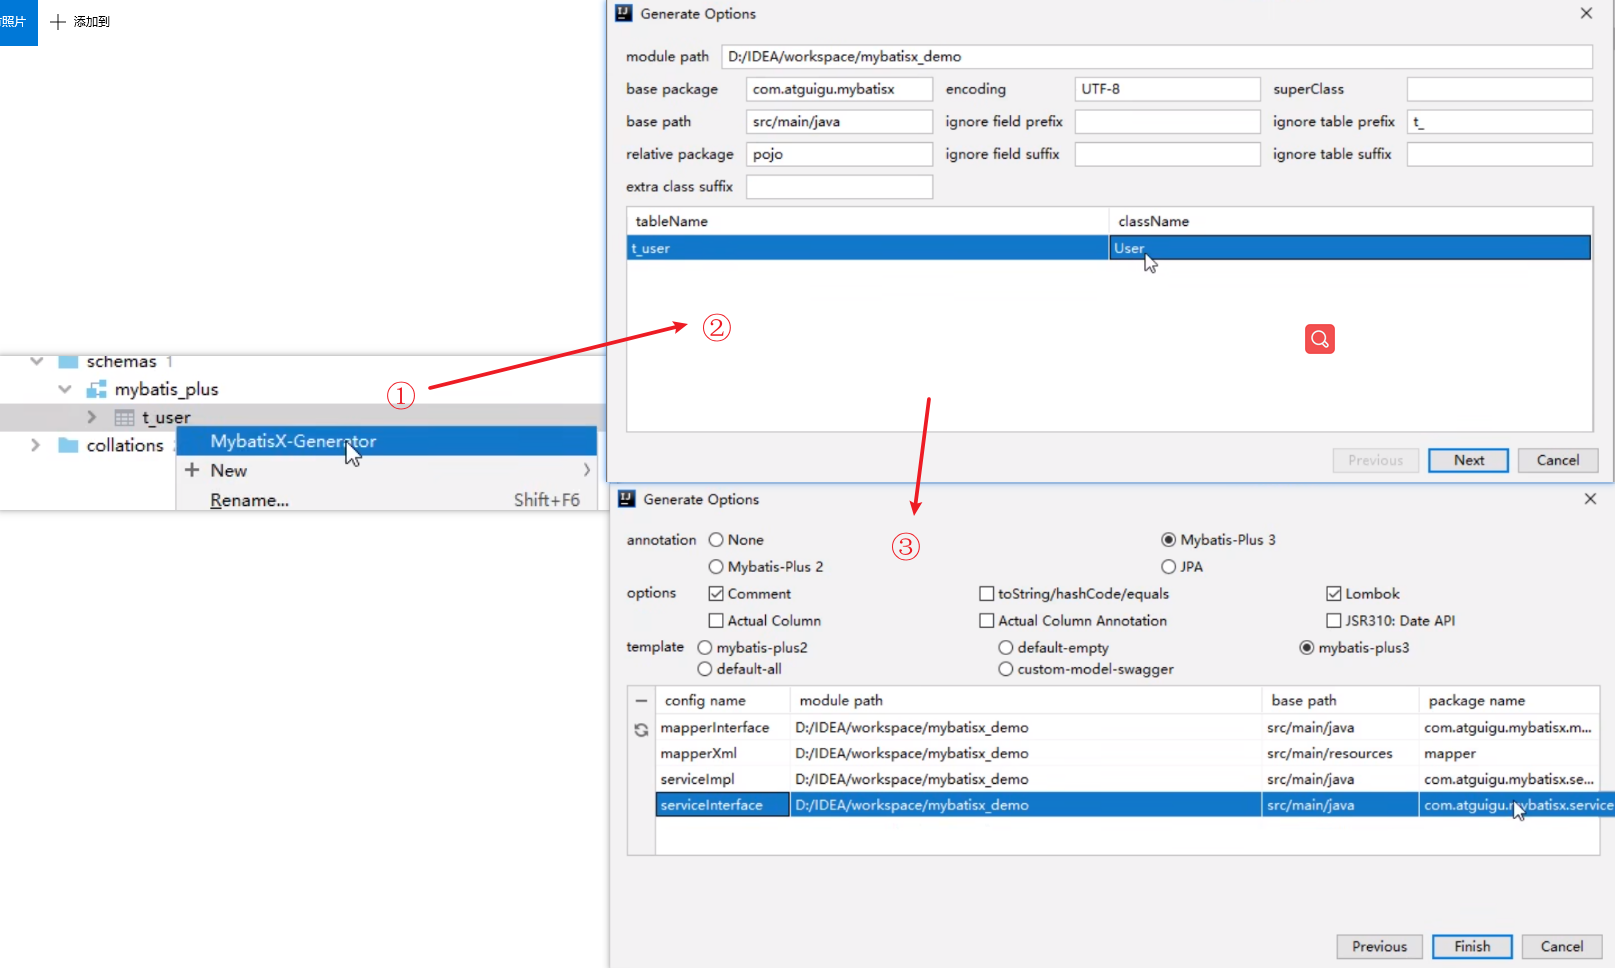 照片 添加到
schemas 1
mybatis_plus
t_user
collations
MybatisX-Generator
New
Rename... Shift+F6
①
②
③
Generate Options
module path D:/IDEA/workspace/mybatisx_demo
base package com.atguigu.mybatisx encoding UTF-8 superClass
base path src/main/java ignore field prefix ignore table prefix t_
relative package pojo ignore field suffix ignore table suffix
extra class suffix
tableName className
t_user User
Previous Next Cancel
Generate Options
annotation None Mybatis-Plus 3
Mybatis-Plus 2 JPA
options Comment toString/hashCode/equals Lombok
Actual Column Actual Column Annotation JSR310: Date API
template mybatis-plus2 default-empty mybatis-plus3
default-all custom-model-swagger
config name module path base path package name
mapperInterface D:/IDEA/workspace/mybatisx_demo src/main/java com.atguigu.mybatisx.m...
mapperXml D:/IDEA/workspace/mybatisx_demo src/main/resources mapper
serviceImpl D:/IDEA/workspace/mybatisx_demo src/main/java com.atguigu.mybatisx.se...
serviceInterface D:/IDEA/workspace/mybatisx_demo src/main/java com.atguigu.mybatisx.service
Previous Finish Cancel